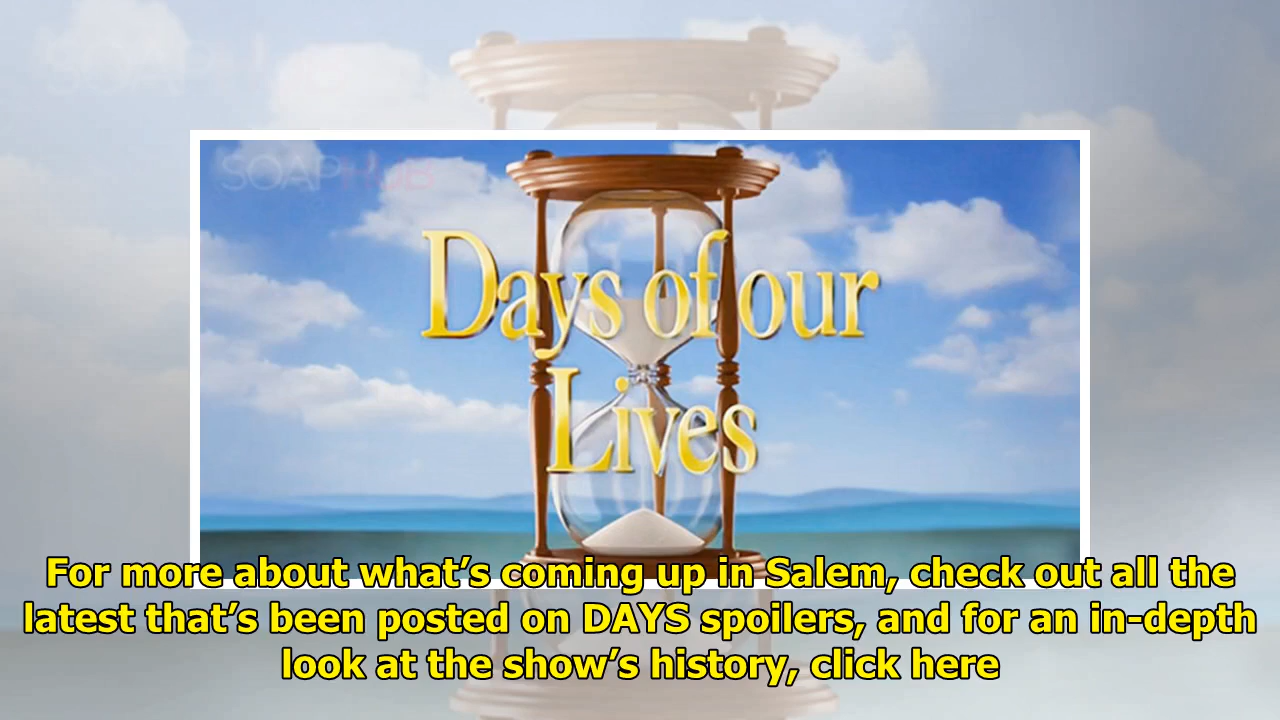 SOAPHUB
Days of our
Lives
For more about what’s coming up in Salem, check out all the
latest that’s been posted on DAYS spoilers, and for an in-depth
look at the show’s history, click here